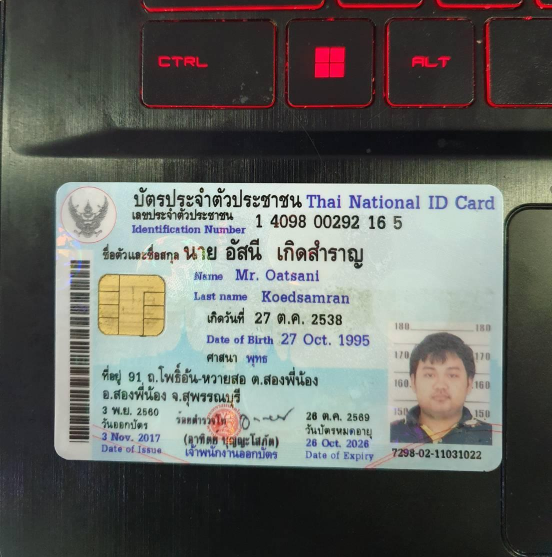 CTRL
ALT
บัตรประจำตัวประชาชน Thai National ID Card
เลขประจำตัวประชาชน
Identification Number 1 4098 00292 16 5
ชื่อตัวและชื่อสกุล นาย อัสนี เกิดสำราญ
Name Mr. Oatsani
Last name Koedsamran
เกิดวันที่ 27 ต.ค. 2538
Date of Birth 27 Oct. 1995
ศาสนา พุทธ
ที่อยู่ 91 ถ.โพธิ์อ้น-หวายสอ ต.สองพี่น้อง
อ.สองพี่น้อง จ.สุพรรณบุรี
3 พ.ย. 2560
วันออกบัตร
3 Nov. 2017
Date of Issue
เจ้าพนักงานออกบัตร
26 ต.ค. 2569
วันบัตรหมดอายุ
26 Oct. 2026
Date of Expiry
180 180
170 170
160 160
150 150
7298-02-11031022